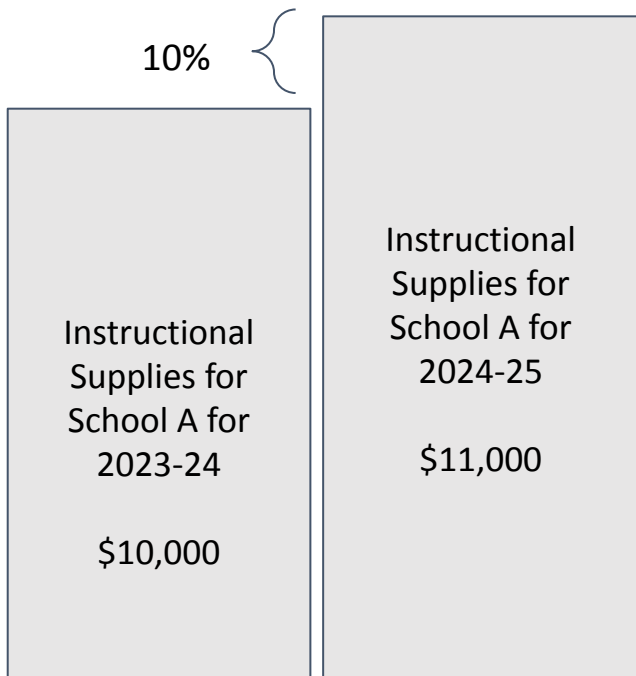 10%
Instructional
Supplies for
School A for
2023-24
$10,000
Instructional
Supplies for
School A for
2024-25
$11,000